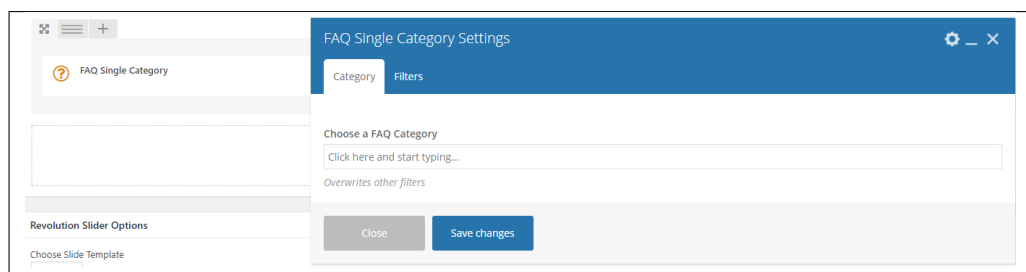 FAQ Single Category
Revolution Slider Options
Choose Slide Template
FAQ Single Category Settings
Category Filters
Choose a FAQ Category
Click here and start typing...
Overwrites other filters
Close Save changes